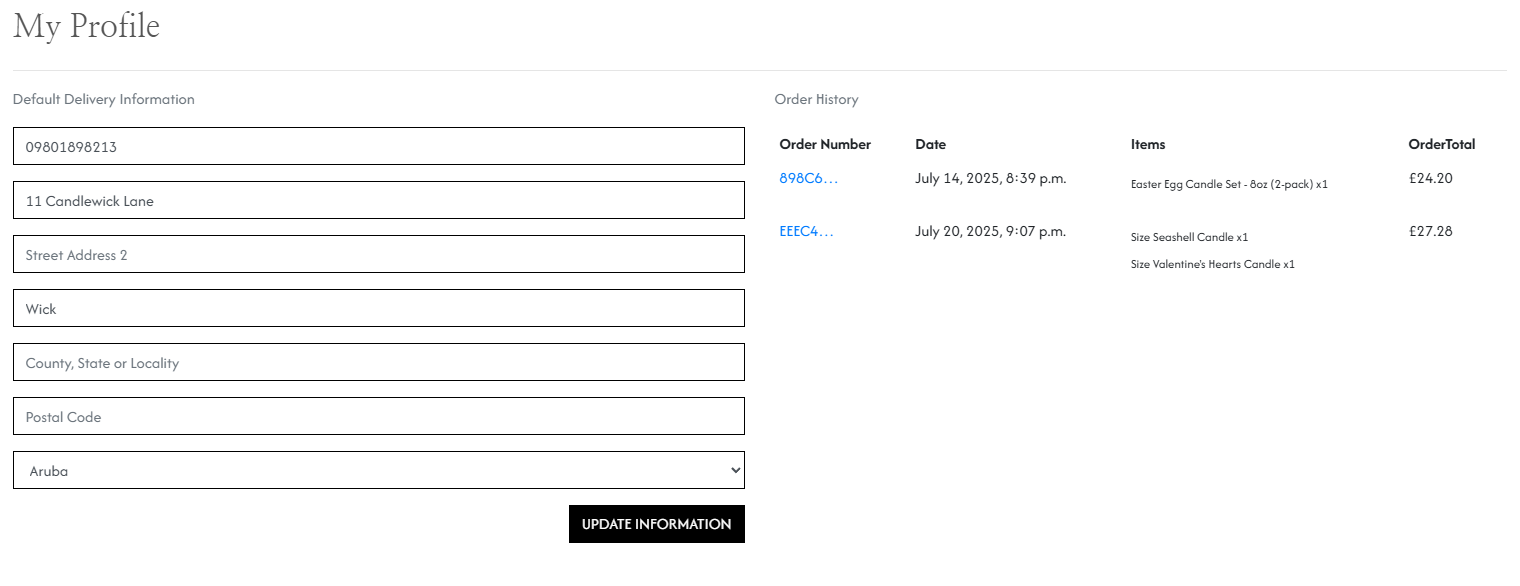 My Profile
Default Delivery Information
09801898213
11 Candlewick Lane
Street Address 2
Wick
County, State or Locality
Postal Code
Aruba
UPDATE INFORMATION
Order History
Order Number Date Items OrderTotal
898C6... July 14, 2025, 8:39 p.m. Easter Egg Candle Set - 8oz (2-pack) x1 £24.20
EEEC4... July 20, 2025, 9:07 p.m. Size Seashell Candle x1 £27.28
Size Valentine's Hearts Candle x1